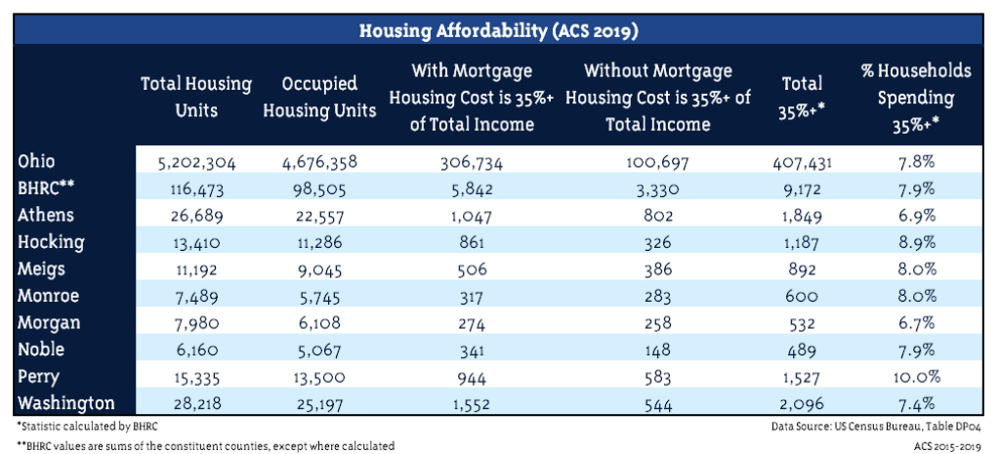 Housing Affordability (ACS 2019)
Total Housing Units Occupied Housing Units With Mortgage Housing Cost is 35%+ of Total Income Without Mortgage Housing Cost is 35%+ of Total Income Total 35%+* % Households Spending 35%+*
Ohio 5,202,304 4,676,358 306,734 100,697 407,431 7.8%
BHRC** 116,473 98,505 5,842 3,330 9,172 7.9%
Athens 26,689 22,557 1,047 802 1,849 6.9%
Hocking 13,410 11,286 861 326 1,187 8.9%
Meigs 11,192 9,045 506 386 892 8.0%
Monroe 7,489 5,745 317 283 600 8.0%
Morgan 7,980 6,108 274 258 532 6.7%
Noble 6,160 5,067 341 148 489 7.9%
Perry 15,335 13,500 944 583 1,527 10.0%
Washington 28,218 25,197 1,552 544 2,096 7.4%
*Statistic calculated by BHRC Data Source: US Census Bureau, Table DP04
**BHRC values are sums of the constituent counties, except where calculated ACS 2015-2019